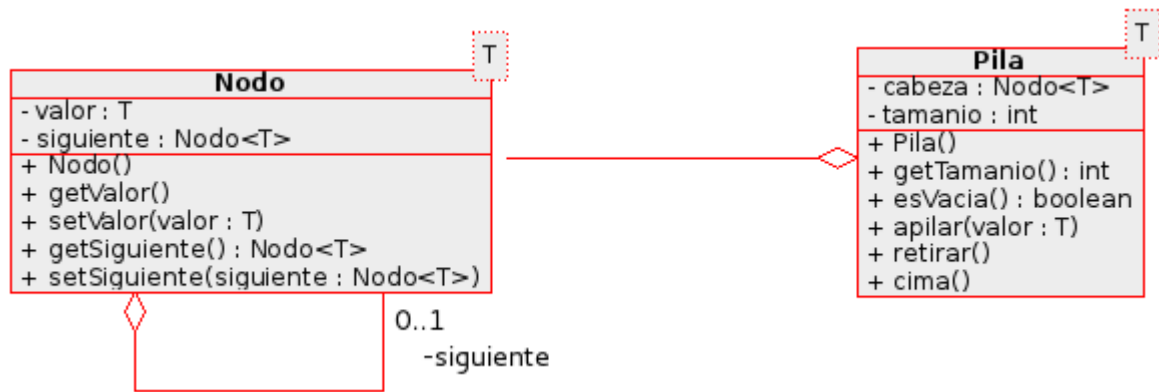 T
Nodo
- valor : T
- siguiente : Nodo<T>
+ Nodo()
+ getValor()
+ setValor(valor : T)
+ getSiguiente() : Nodo<T>
+ setSiguiente(siguiente : Nodo<T>)
0..1
-siguiente
T
Pila
- cabeza : Nodo<T>
- tamanio : int
+ Pila()
+ getTamanio() : int
+ esVacia() : boolean
+ apilar(valor : T)
+ retirar()
+ cima()